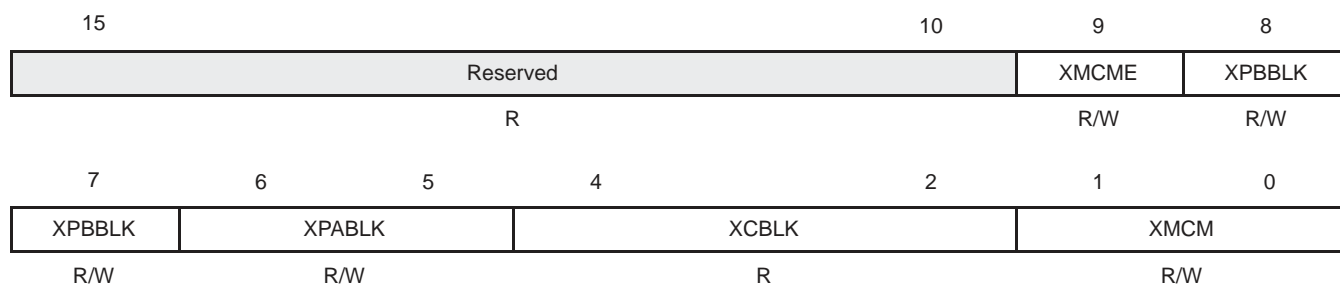 15 10 9 8
Reserved XMCME XPBBLK
R R/W R/W
7 6 5 4 2 1 0
XPBBLK XPABLK XCBLK XMCM
R/W R/W R R/W